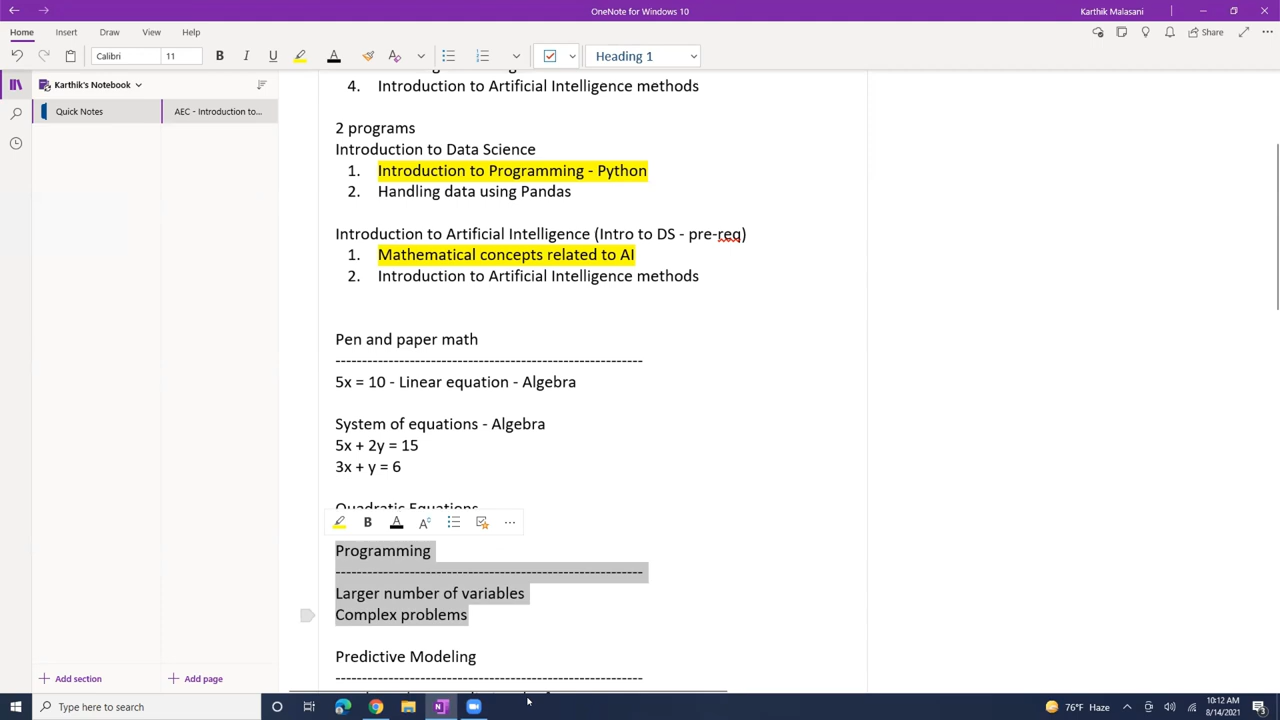 OneNote for Windows 10
Karthik Malasani
Home Insert Draw View Help
Share
Calibri 11 B I U A Heading 1
Karthik's Notebook
Quick Notes
AEC - Introduction to...
4. Introduction to Artificial Intelligence methods
2 programs
Introduction to Data Science
1. Introduction to Programming - Python
2. Handling data using Pandas
Introduction to Artificial Intelligence (Intro to DS - pre-req)
1. Mathematical concepts related to AI
2. Introduction to Artificial Intelligence methods
Pen and paper math
----------------------------------------------------------
5x = 10 - Linear equation - Algebra
System of equations - Algebra
5x + 2y = 15
3x + y = 6
Quadratic Equations
B A A
Programming
----------------------------------------------------------
Larger number of variables
Complex problems
Predictive Modeling
----------------------------------------------------------
Add section
Add page
Type here to search
76°F Haze
10:12 AM
8/14/2021
3